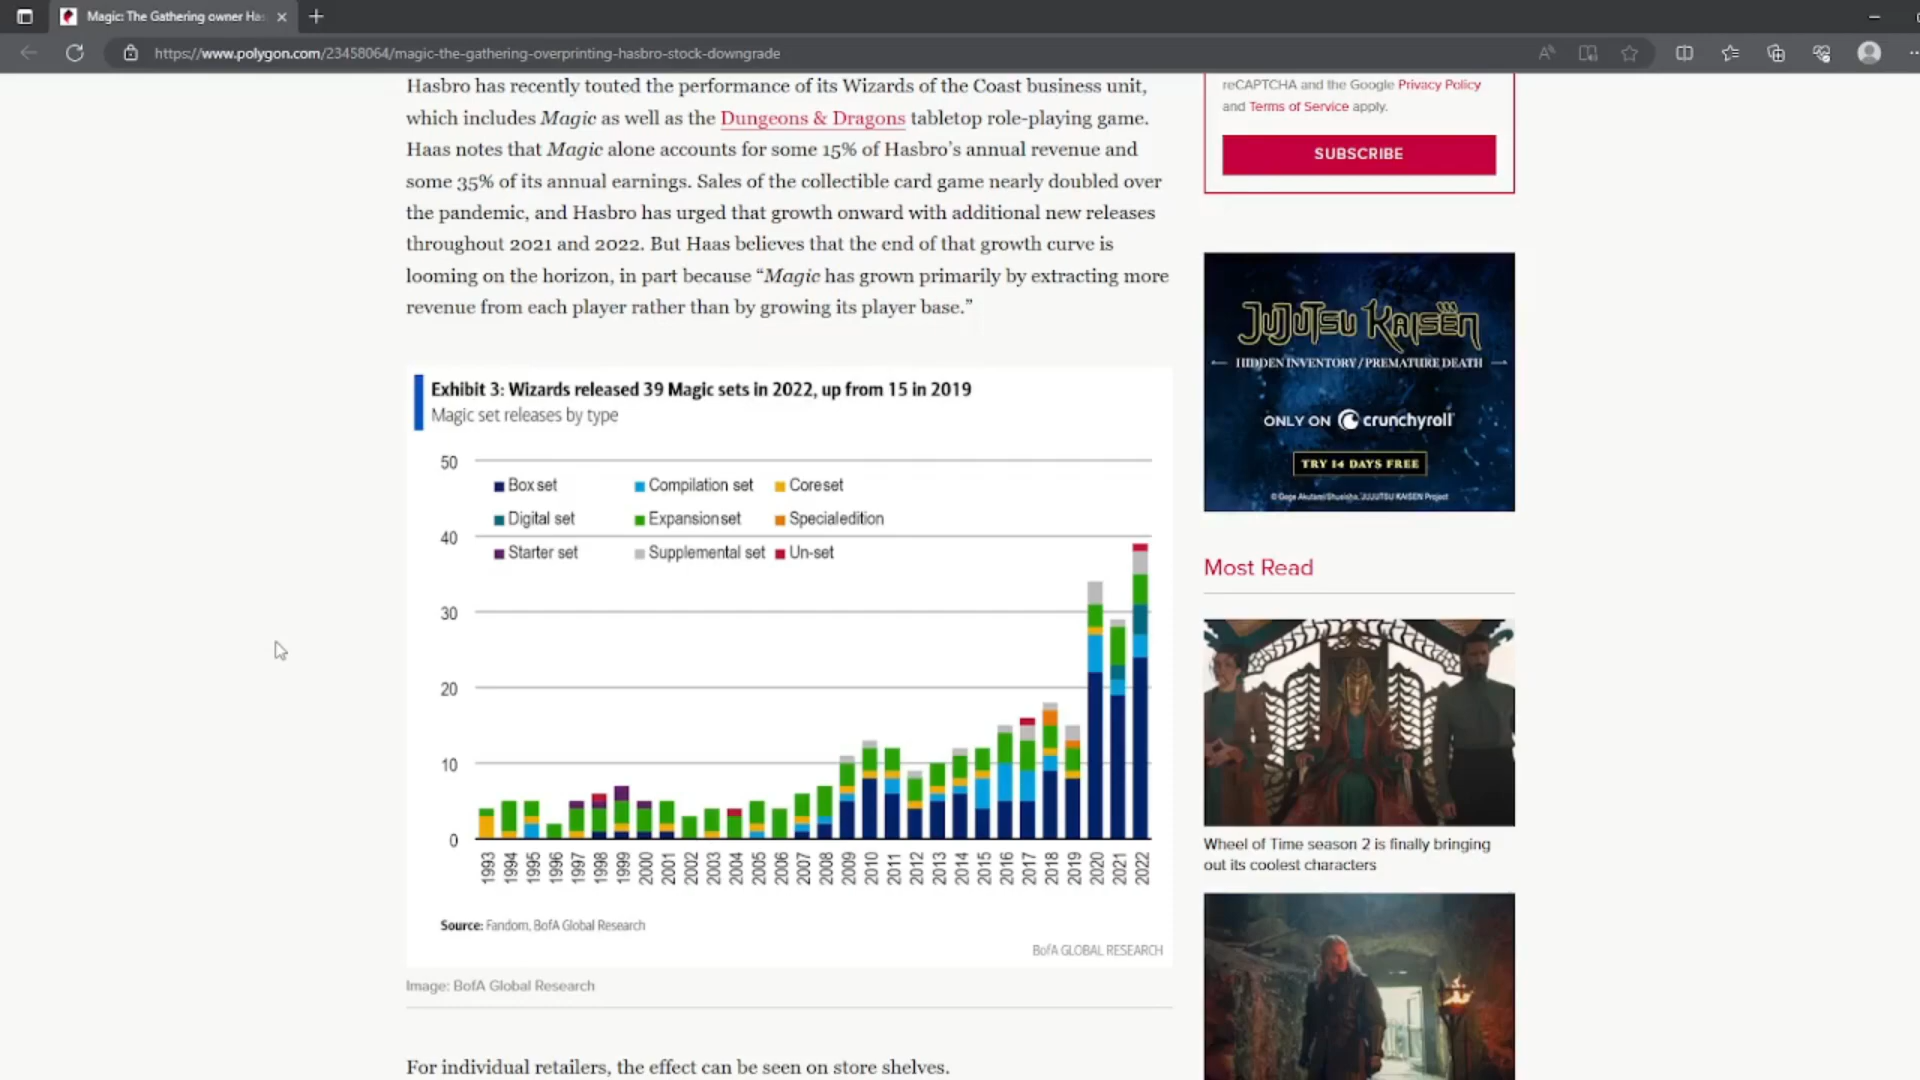 Magic: The Gathering owner Ha
https://www.polygon.com/23458064/magic-the-gathering-overprinting-hasbro-stock-downgrade
Hasbro has recently touted the performance of its Wizards of the Coast business unit,
which includes Magic as well as the Dungeons & Dragons tabletop role-playing game.
Haas notes that Magic alone accounts for some 15% of Hasbro’s annual revenue and
some 35% of its annual earnings. Sales of the collectible card game nearly doubled over
the pandemic, and Hasbro has urged that growth onward with additional new releases
throughout 2021 and 2022. But Haas believes that the end of that growth curve is
looming on the horizon, in part because “Magic has grown primarily by extracting more
revenue from each player rather than by growing its player base.”
Exhibit 3: Wizards released 39 Magic sets in 2022, up from 15 in 2019
Magic set releases by type
50
40
30
20
10
0
Box set
Compilation set
Core set
Digital set
Expansion set
Special edition
Starter set
Supplemental set
Un-set
1993
1994
1995
1996
1997
1998
1999
2000
2001
2002
2003
2004
2005
2006
2007
2008
2009
2010
2011
2012
2013
2014
2015
2016
2017
2018
2019
2020
2021
2022
Source: Fandom, BofA Global Research
BofA GLOBAL RESEARCH
Image: BofA Global Research
For individual retailers, the effect can be seen on store shelves.
reCAPTCHA and the Google Privacy Policy
and Terms of Service apply.
SUBSCRIBE
JUJUTSU KAISEN
HIDDEN INVENTORY / PREMATURE DEATH
ONLY ON crunchyroll
TRY 14 DAYS FREE
© Gege Akutami/Shueisha, JUJUTSU KAISEN Project
Most Read
Wheel of Time season 2 is finally bringing
out its coolest characters